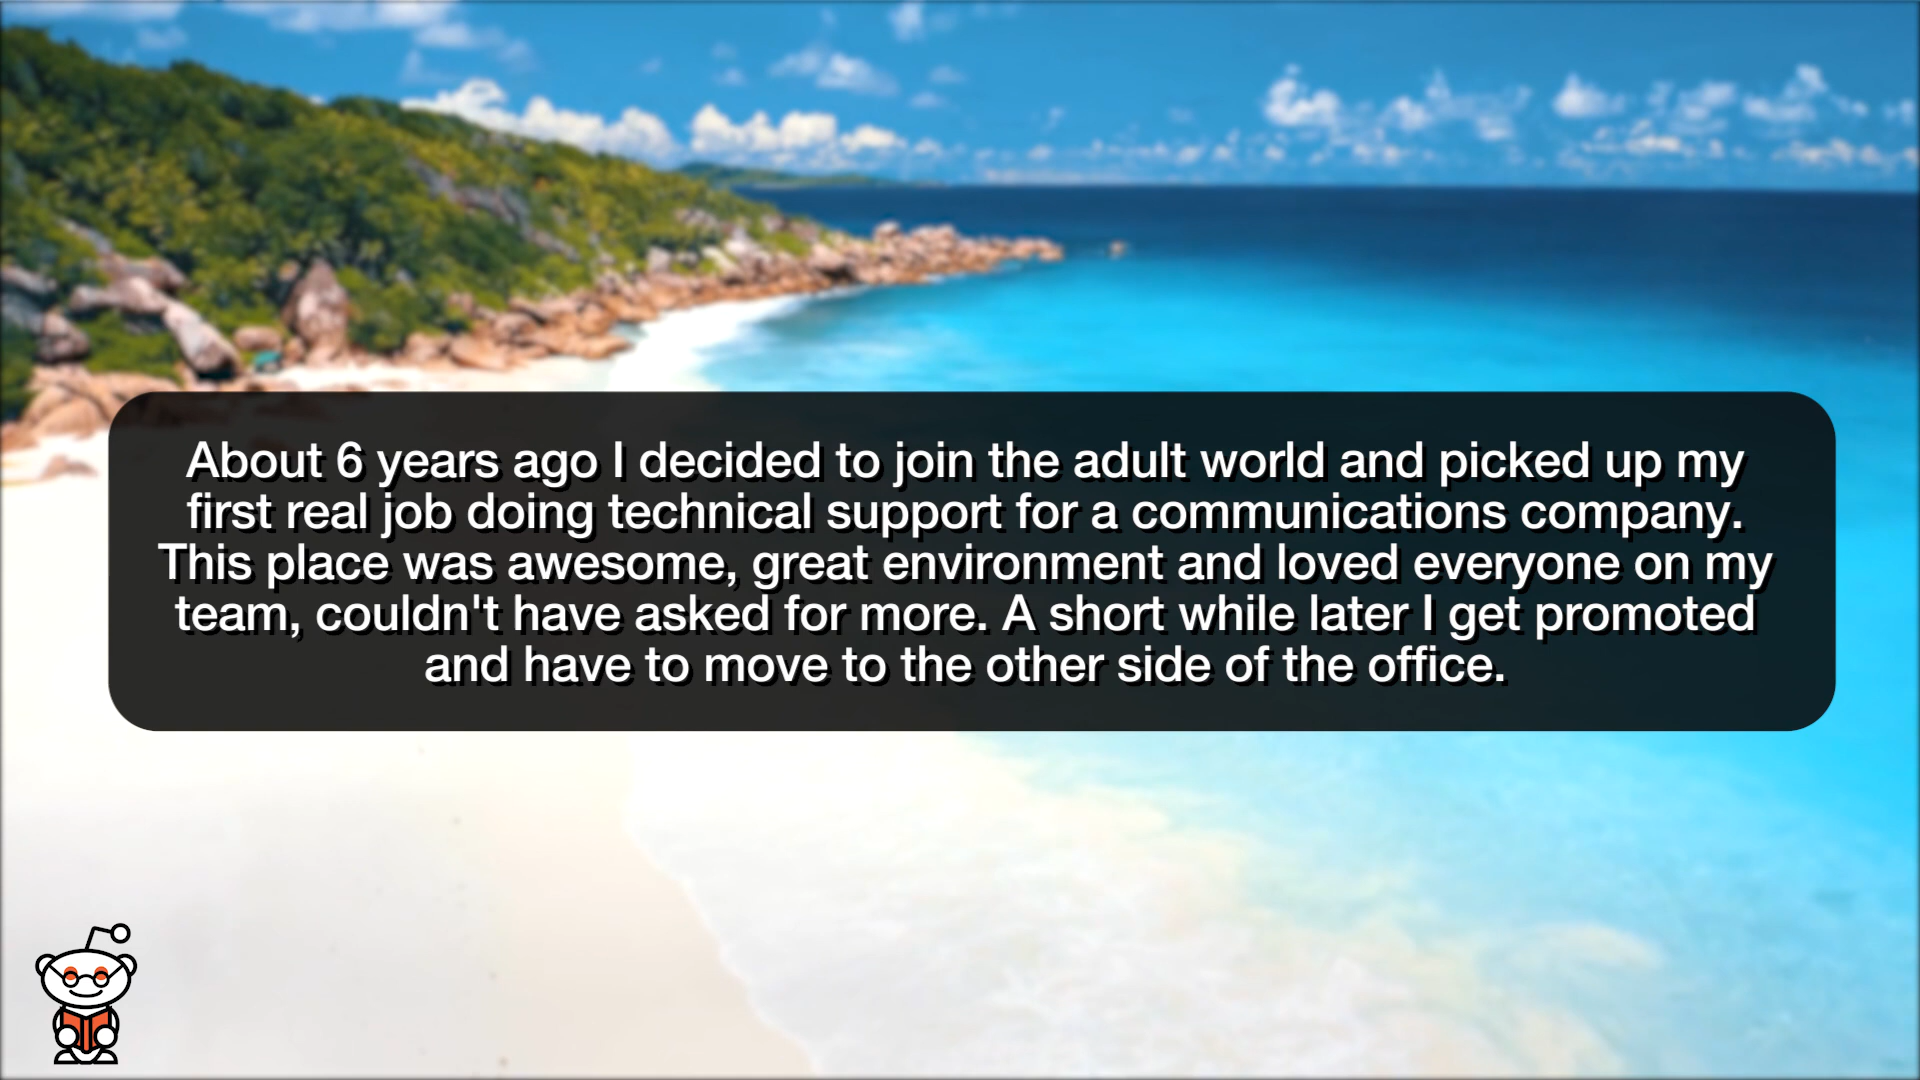 About 6 years ago I decided to join the adult world and picked up my
first real job doing technical support for a communications company.
This place was awesome, great environment and loved everyone on my
team, couldn't have asked for more. A short while later I get promoted
and have to move to the other side of the office.